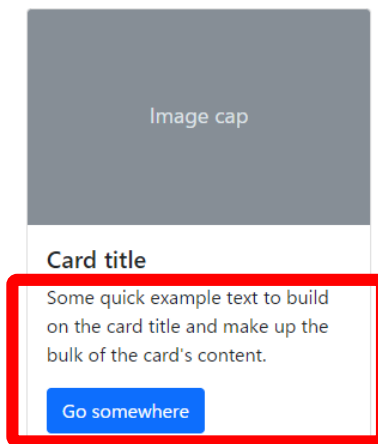 Image cap
Card title
Some quick example text to build
on the card title and make up the
bulk of the card's content.
Go somewhere